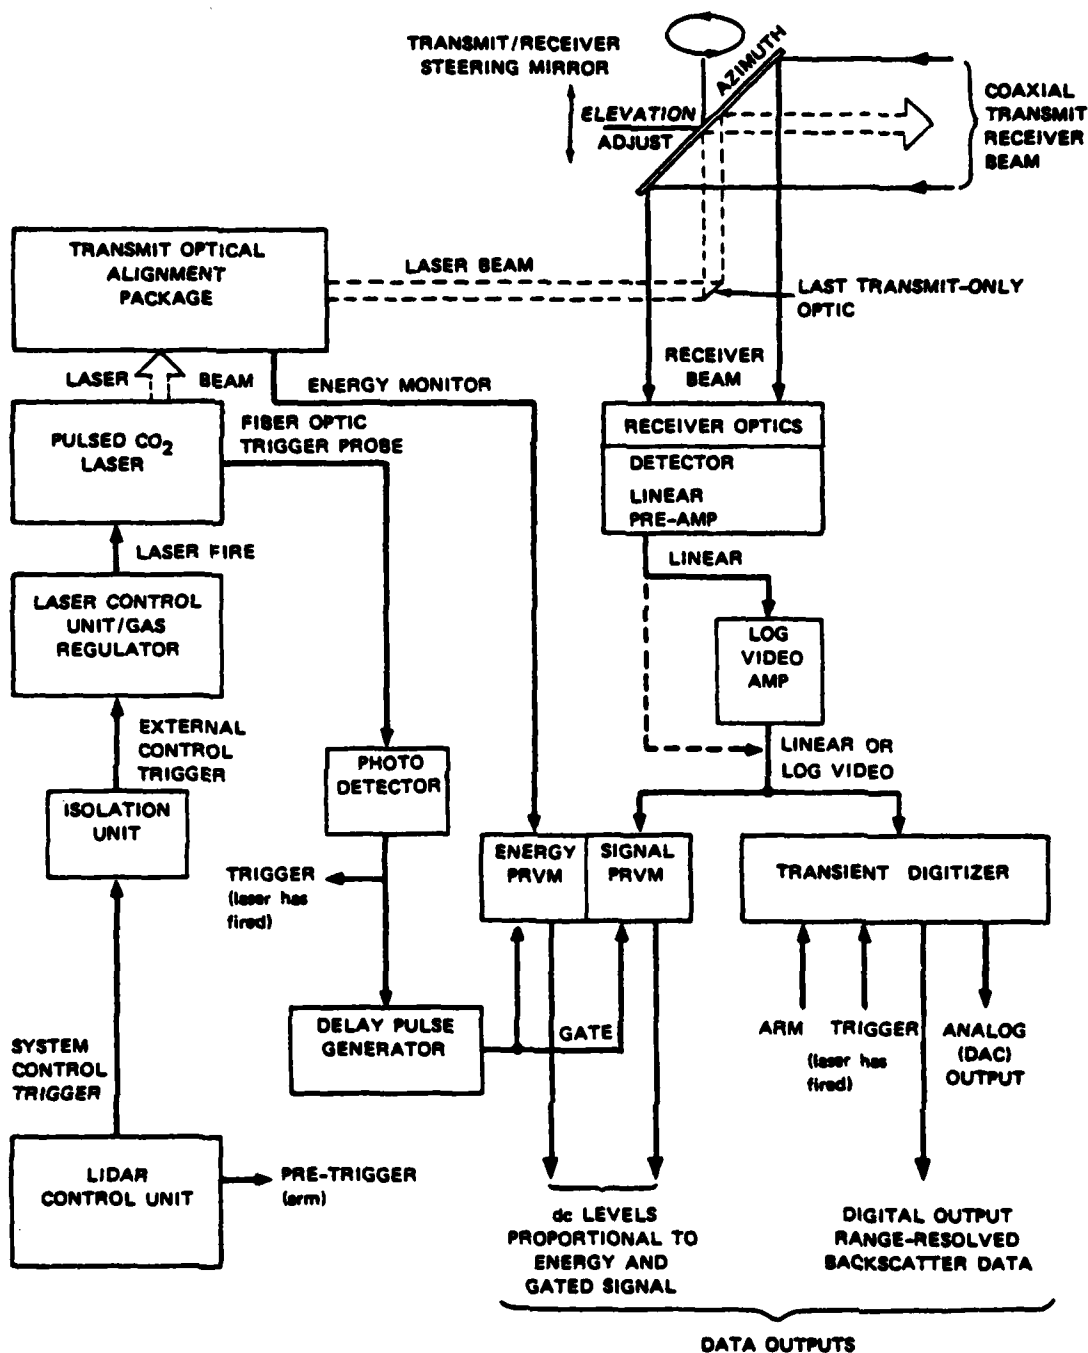 TRANSMIT/RECEIVER
STEERING MIRROR
AZIMUTH
ELEVATION
ADJUST
COAXIAL
TRANSMIT
RECEIVER
BEAM
TRANSMIT OPTICAL
ALIGNMENT
PACKAGE
LASER BEAM
LAST TRANSMIT-ONLY
OPTIC
LASER BEAM
ENERGY MONITOR
RECEIVER
BEAM
PULSED CO2
LASER
FIBER OPTIC
TRIGGER PROBE
RECEIVER OPTICS
DETECTOR
LINEAR
PRE-AMP
LASER FIRE
LINEAR
LASER CONTROL
UNIT/GAS
REGULATOR
LOG
VIDEO
AMP
EXTERNAL
CONTROL
TRIGGER
LINEAR OR
LOG VIDEO
PHOTO
DETECTOR
ISOLATION
UNIT
ENERGY
PRVM
SIGNAL
PRVM
TRANSIENT DIGITIZER
TRIGGER
(laser has
fired)
DELAY PULSE
GENERATOR
GATE
ARM
TRIGGER
(laser has
fired)
ANALOG
(DAC)
OUTPUT
SYSTEM
CONTROL
TRIGGER
LIDAR
CONTROL UNIT
PRE-TRIGGER
(arm)
dc LEVELS
PROPORTIONAL TO
ENERGY AND
GATED SIGNAL
DIGITAL OUTPUT
RANGE-RESOLVED
BACKSCATTER DATA
DATA OUTPUTS